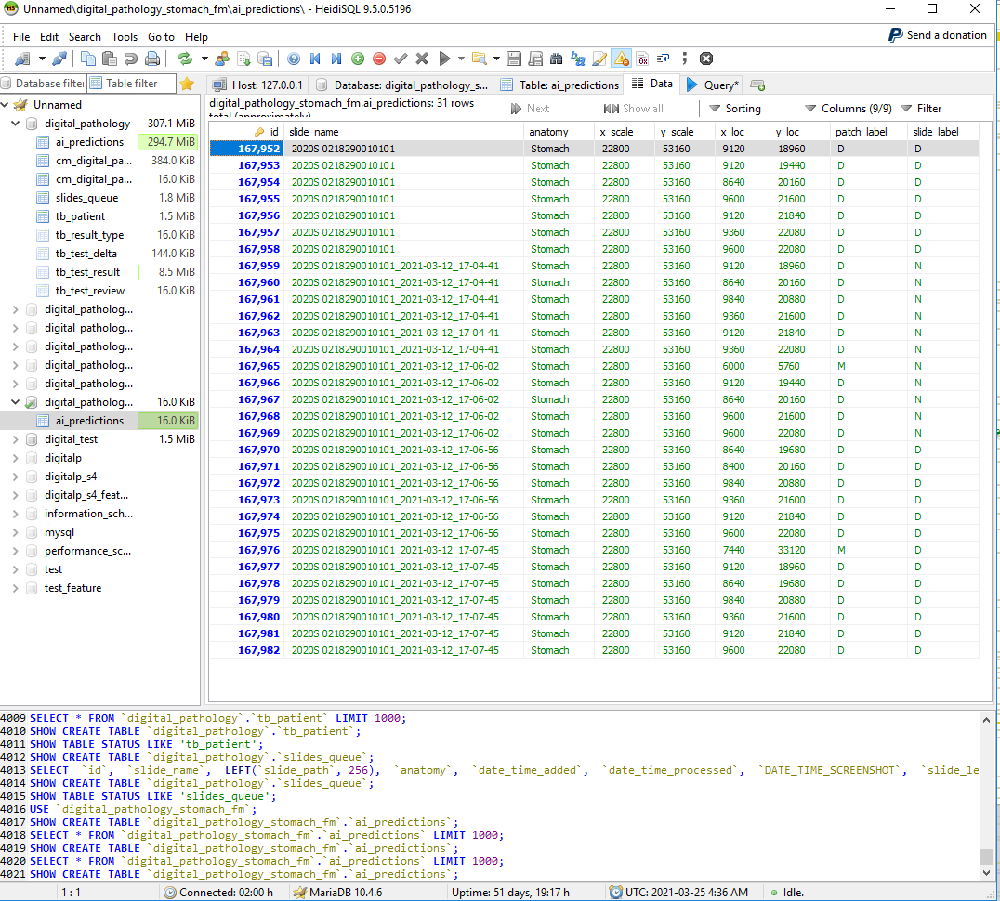 Unnamed\digital_pathology_stomach_fm\ai_predictions\ - HeidiSQL 9.5.0.5196
File Edit Search Tools Go to Help
Send a donation
Database filter Table filter
Host: 127.0.0.1 Database: digital_pathology_s... Table: ai_predictions Data Query*
digital_pathology_stomach_fm.ai_predictions: 31 rows
total (approximately)
Next Show all Sorting Columns (9/9) Filter
Unnamed
digital_pathology 307.1 MiB
ai_predictions 294.7 MiB
cm_digital_pa... 384.0 KiB
cm_digital_pa... 16.0 KiB
slides_queue 1.8 MiB
tb_patient 1.5 MiB
tb_result_type 16.0 KiB
tb_test_delta 144.0 KiB
tb_test_result 8.5 MiB
tb_test_review 16.0 KiB
digital_patholog...
digital_patholog...
digital_patholog...
digital_patholog...
digital_patholog...
digital_patholog... 16.0 KiB
ai_predictions 16.0 KiB
digital_test 1.5 MiB
digitalp
digitalp_s4
digitalp_s4_feat...
information_sch...
mysql
performance_sc...
test
test_feature
id slide_name anatomy x_scale y_scale x_loc y_loc patch_label slide_label
167,952 2020S 0218290010101 Stomach 22800 53160 9120 18960 D D
167,953 2020S 0218290010101 Stomach 22800 53160 9120 19440 D D
167,954 2020S 0218290010101 Stomach 22800 53160 8640 20160 D D
167,955 2020S 0218290010101 Stomach 22800 53160 9600 21600 D D
167,956 2020S 0218290010101 Stomach 22800 53160 9120 21840 D D
167,957 2020S 0218290010101 Stomach 22800 53160 9360 22080 D D
167,958 2020S 0218290010101 Stomach 22800 53160 9600 22080 D D
167,959 2020S 0218290010101_2021-03-12_17-04-41 Stomach 22800 53160 9120 18960 D N
167,960 2020S 0218290010101_2021-03-12_17-04-41 Stomach 22800 53160 8640 20160 D N
167,961 2020S 0218290010101_2021-03-12_17-04-41 Stomach 22800 53160 9840 20880 D N
167,962 2020S 0218290010101_2021-03-12_17-04-41 Stomach 22800 53160 9360 21600 D N
167,963 2020S 0218290010101_2021-03-12_17-04-41 Stomach 22800 53160 9120 21840 D N
167,964 2020S 0218290010101_2021-03-12_17-04-41 Stomach 22800 53160 9360 22080 D N
167,965 2020S 0218290010101_2021-03-12_17-06-02 Stomach 22800 53160 6000 5760 M N
167,966 2020S 0218290010101_2021-03-12_17-06-02 Stomach 22800 53160 9120 19440 D N
167,967 2020S 0218290010101_2021-03-12_17-06-02 Stomach 22800 53160 8640 20160 D N
167,968 2020S 0218290010101_2021-03-12_17-06-02 Stomach 22800 53160 9600 21600 D N
167,969 2020S 0218290010101_2021-03-12_17-06-02 Stomach 22800 53160 9600 22080 D N
167,970 2020S 0218290010101_2021-03-12_17-06-56 Stomach 22800 53160 8640 19680 D D
167,971 2020S 0218290010101_2021-03-12_17-06-56 Stomach 22800 53160 8400 20160 D D
167,972 2020S 0218290010101_2021-03-12_17-06-56 Stomach 22800 53160 9840 20880 D D
167,973 2020S 0218290010101_2021-03-12_17-06-56 Stomach 22800 53160 9360 21600 D D
167,974 2020S 0218290010101_2021-03-12_17-06-56 Stomach 22800 53160 9120 21840 D D
167,975 2020S 0218290010101_2021-03-12_17-06-56 Stomach 22800 53160 9600 22080 D D
167,976 2020S 0218290010101_2021-03-12_17-07-45 Stomach 22800 53160 7440 33120 M D
167,977 2020S 0218290010101_2021-03-12_17-07-45 Stomach 22800 53160 9120 18960 D D
167,978 2020S 0218290010101_2021-03-12_17-07-45 Stomach 22800 53160 8640 19680 D D
167,979 2020S 0218290010101_2021-03-12_17-07-45 Stomach 22800 53160 9840 20880 D D
167,980 2020S 0218290010101_2021-03-12_17-07-45 Stomach 22800 53160 9360 21600 D D
167,981 2020S 0218290010101_2021-03-12_17-07-45 Stomach 22800 53160 9120 21840 D D
167,982 2020S 0218290010101_2021-03-12_17-07-45 Stomach 22800 53160 9600 22080 D D
4009 SELECT * FROM `digital_pathology`.`tb_patient` LIMIT 1000;
4010 SHOW CREATE TABLE `digital_pathology`.`tb_patient`;
4011 SHOW TABLE STATUS LIKE 'tb_patient';
4012 SHOW CREATE TABLE `digital_pathology`.`slides_queue`;
4013 SELECT `id`, `slide_name`, LEFT(`slide_path`, 256), `anatomy`, `date_time_added`, `date_time_processed`, `DATE_TIME_SCREENSHOT`, `slide_le
4014 SHOW CREATE TABLE `digital_pathology`.`slides_queue`;
4015 SHOW TABLE STATUS LIKE 'slides_queue';
4016 USE `digital_pathology_stomach_fm`;
4017 SHOW CREATE TABLE `digital_pathology_stomach_fm`.`ai_predictions`;
4018 SELECT * FROM `digital_pathology_stomach_fm`.`ai_predictions` LIMIT 1000;
4019 SHOW CREATE TABLE `digital_pathology_stomach_fm`.`ai_predictions`;
4020 SELECT * FROM `digital_pathology_stomach_fm`.`ai_predictions` LIMIT 1000;
4021 SHOW CREATE TABLE `digital_pathology_stomach_fm`.`ai_predictions`;
1 : 1 Connected: 02:00 h MariaDB 10.4.6 Uptime: 51 days, 19:17 h UTC: 2021-03-25 4:36 AM Idle.